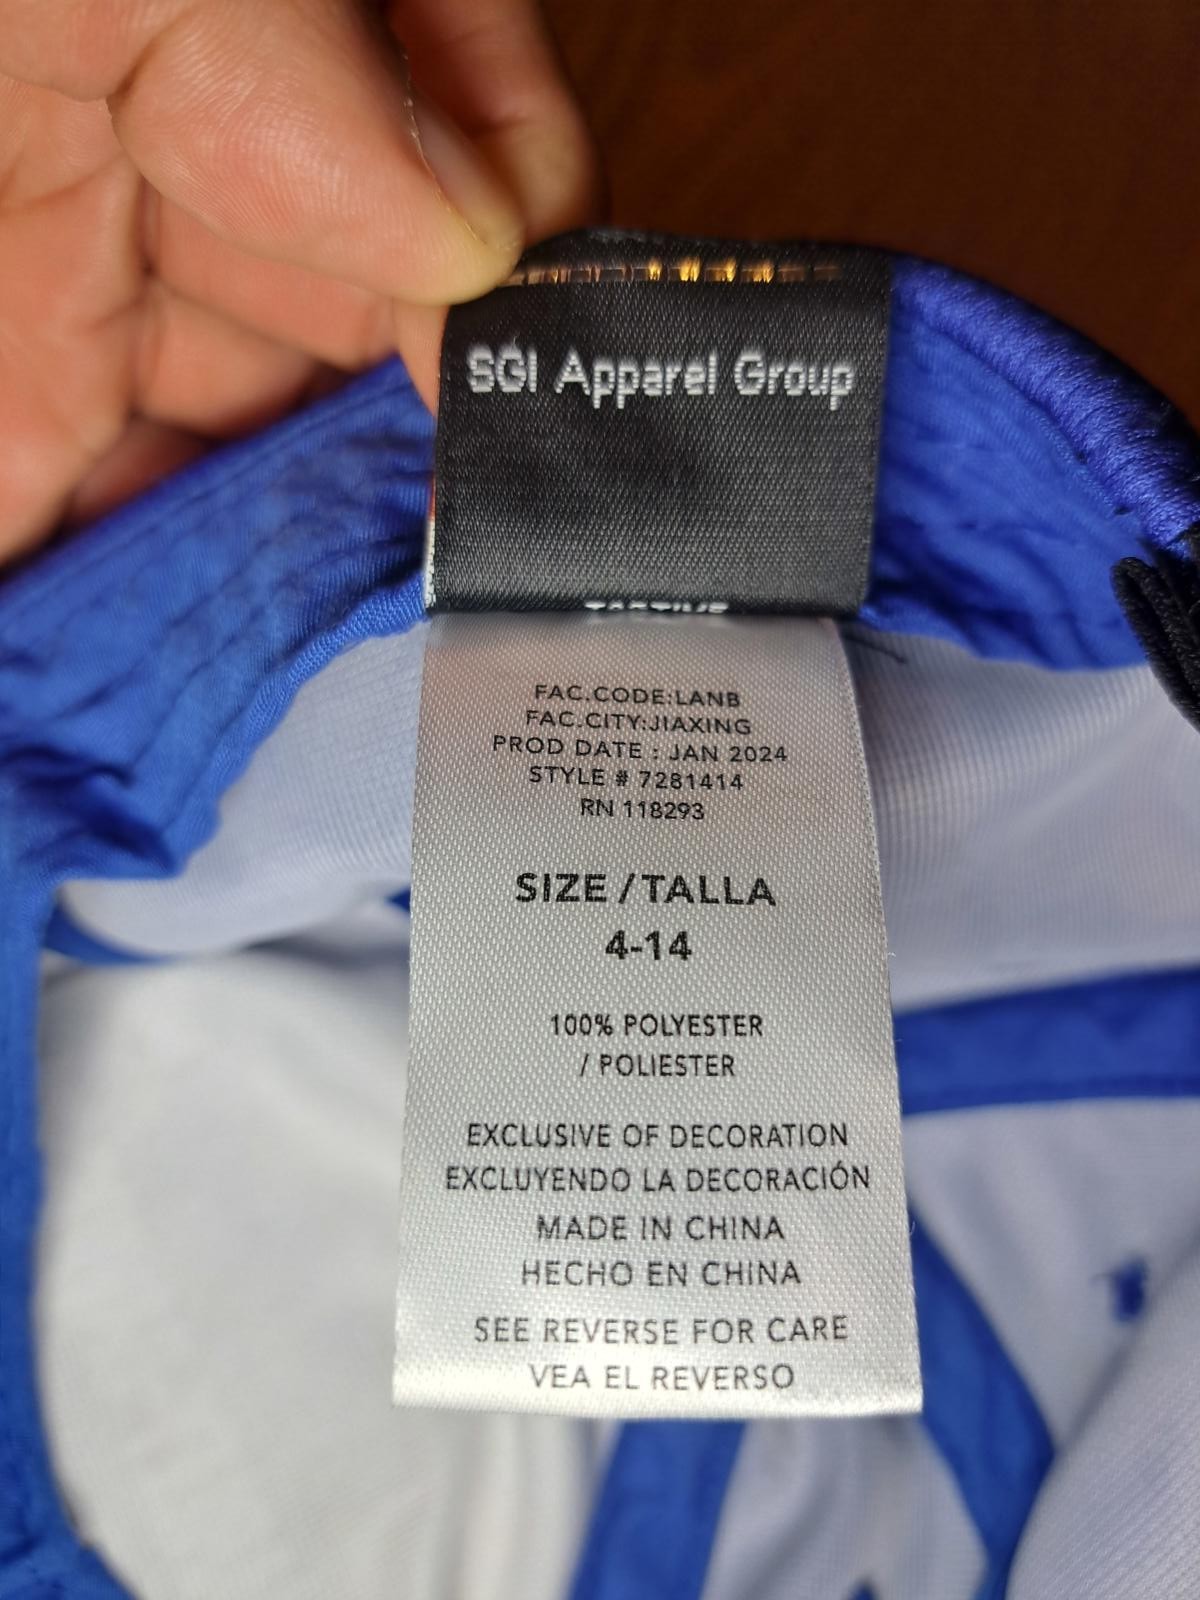 SGI Apparel Group
FAC.CODE:LANB
FAC.CITY:JIAXING
PROD DATE : JAN 2024
STYLE # 7281414
RN 118293
SIZE / TALLA
4-14
100% POLYESTER
/ POLIESTER
EXCLUSIVE OF DECORATION
EXCLUYENDO LA DECORACIÓN
MADE IN CHINA
HECHO EN CHINA
SEE REVERSE FOR CARE
VEA EL REVERSO